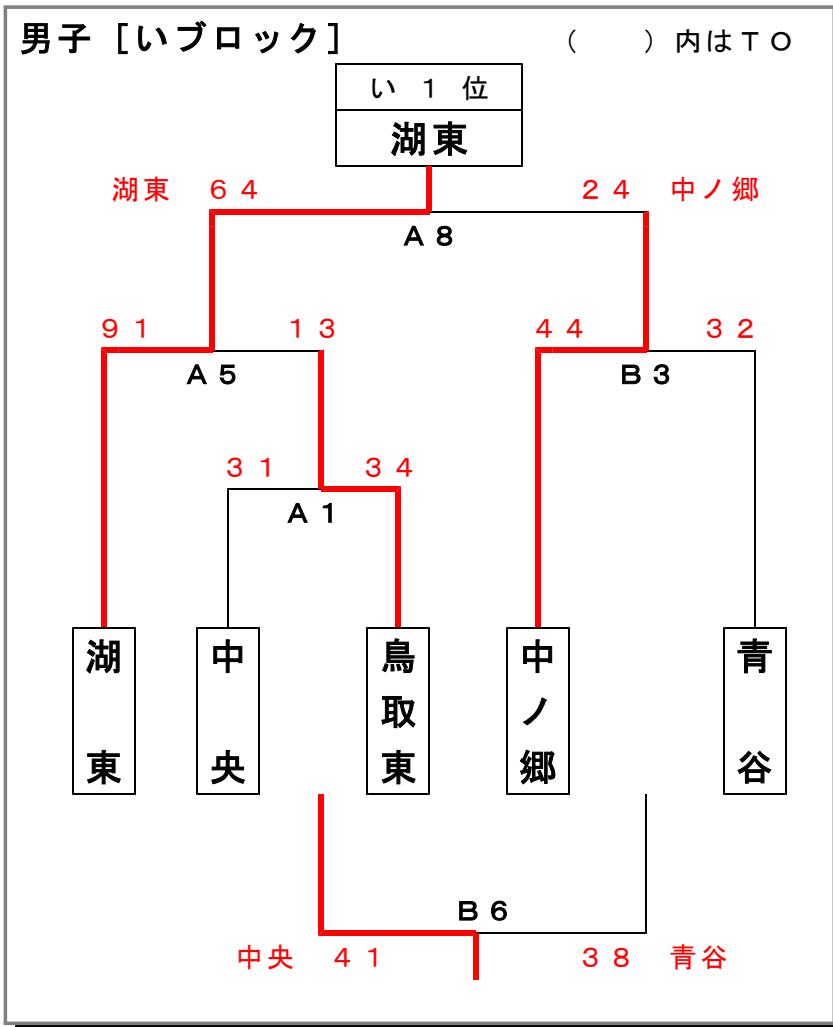 男子［いブロック］ （　　）内はＴＯ
い １ 位
湖東
湖東 ６４ ２４ 中ノ郷
Ａ８
９１ １３ ４４ ３２
Ａ５ Ｂ３
３１ ３４
Ａ１
湖東 中央 鳥取東 中ノ郷 青谷
Ｂ６
中央 ４１ ３８ 青谷